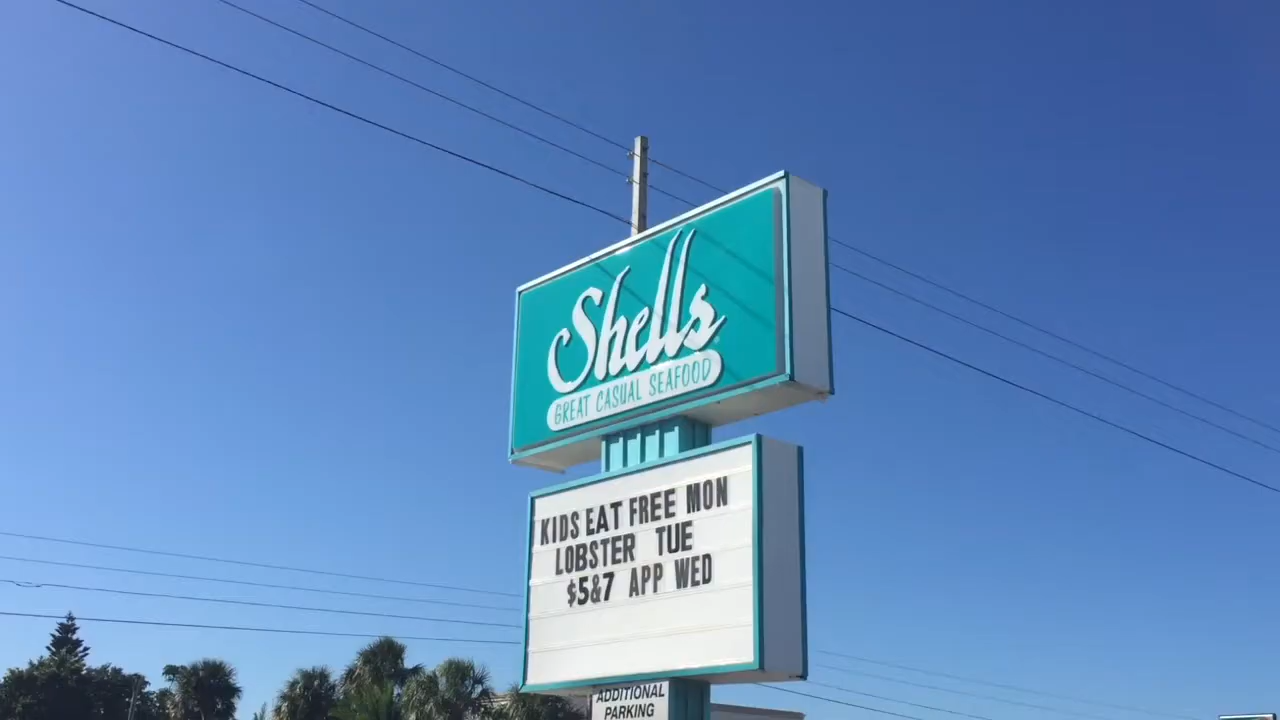 Shells
GREAT CASUAL SEAFOOD
KIDS EAT FREE MON
LOBSTER TUE
$5&7 APP WED
ADDITIONAL
PARKING